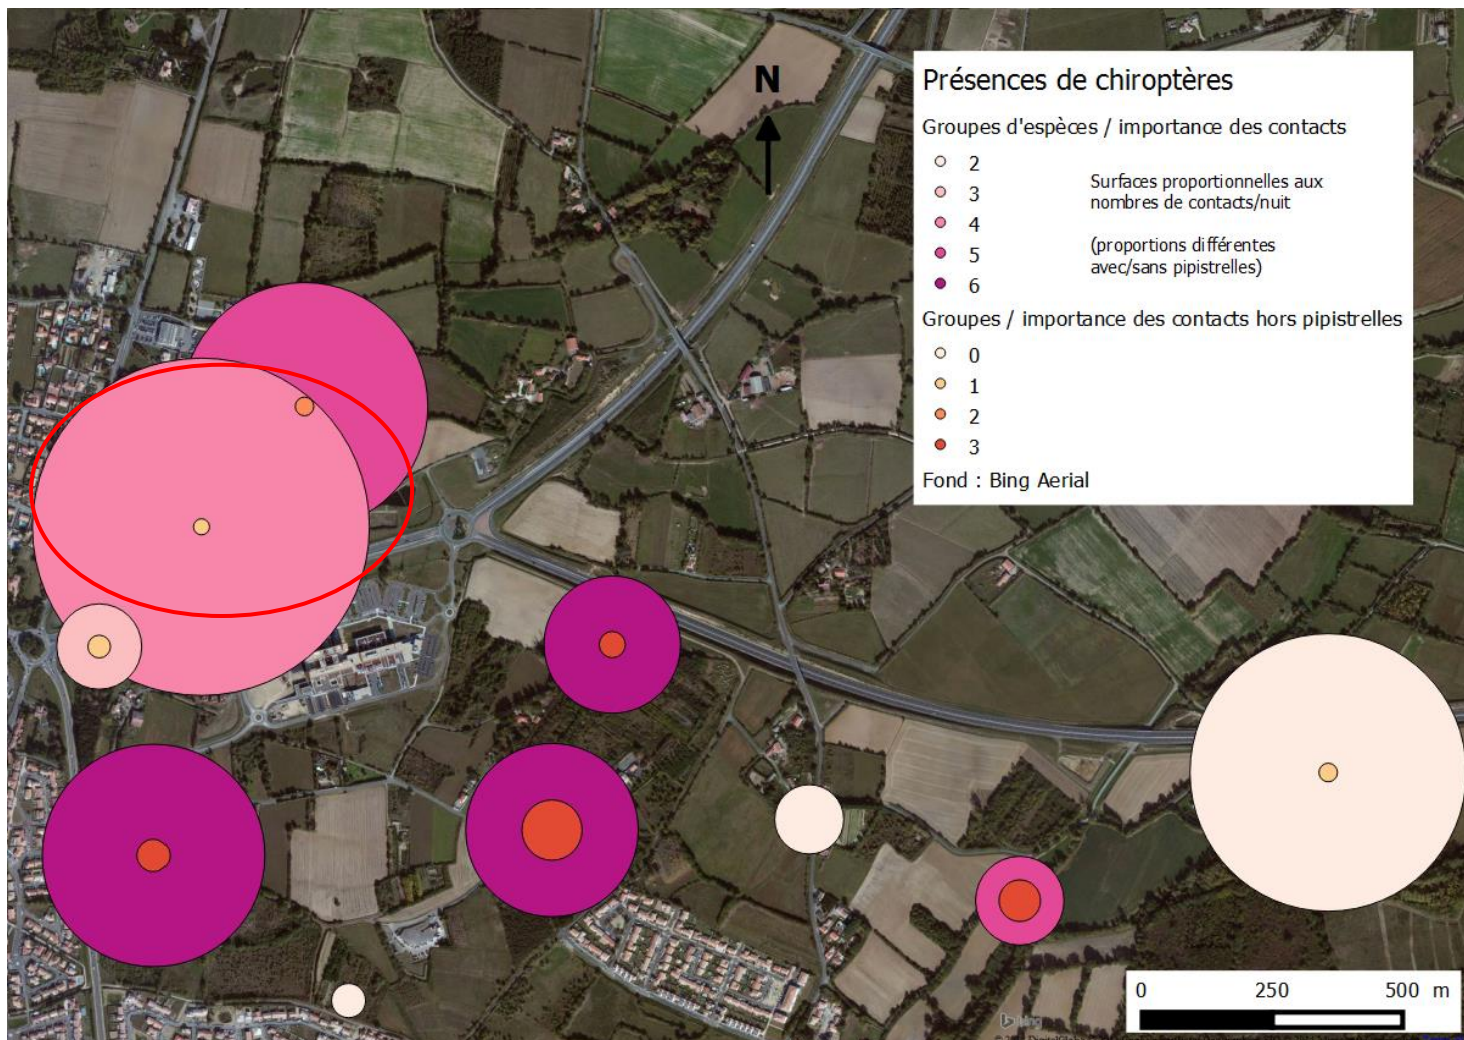 N
Présences de chiroptères
Groupes d'espèces / importance des contacts
2
3
4
5
6
Surfaces proportionnelles aux
nombres de contacts/nuit
(proportions différentes
avec/sans pipistrelles)
Groupes / importance des contacts hors pipistrelles
0
1
2
3
Fond : Bing Aerial
0 250 500 m
bing